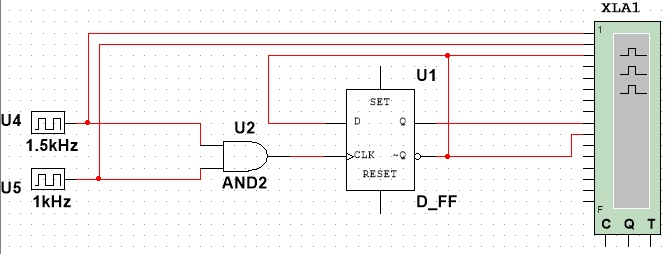 XLA1
1
U1
SET
U4
D
Q
U2
1.5kHz
CLK
~Q
AND2
RESET
U5
1kHz
D_FF
F
C Q T